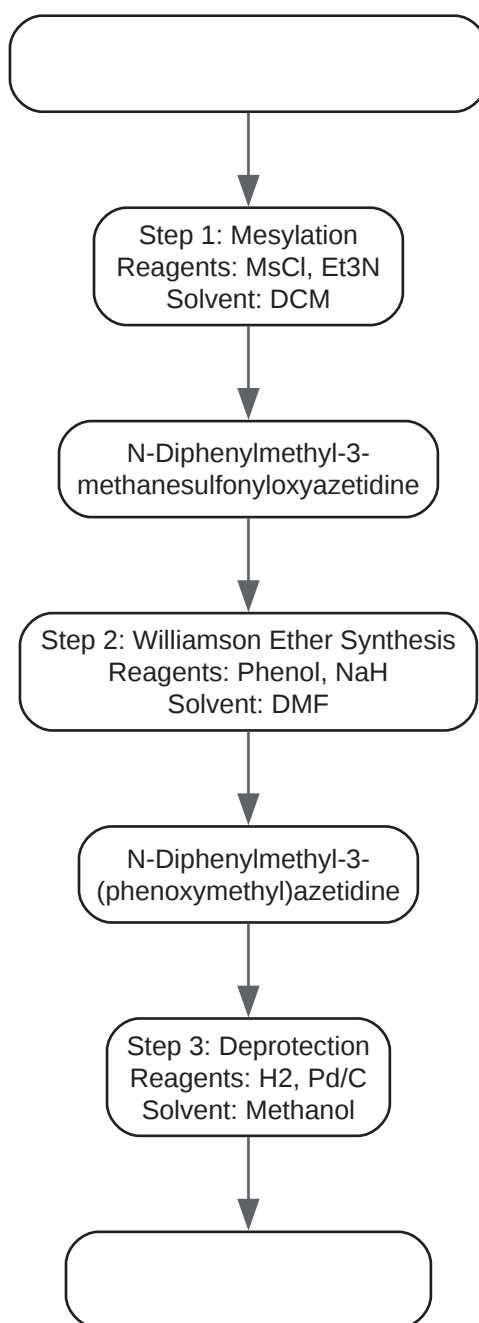 Step 1: Mesylation
Reagents: MsCl, Et3N
Solvent: DCM
N-Diphenylmethyl-3-
methanesulfonyloxyazetidine
Step 2: Williamson Ether Synthesis
Reagents: Phenol, NaH
Solvent: DMF
N-Diphenylmethyl-3-
(phenoxymethyl)azetidine
Step 3: Deprotection
Reagents: H2, Pd/C
Solvent: Methanol